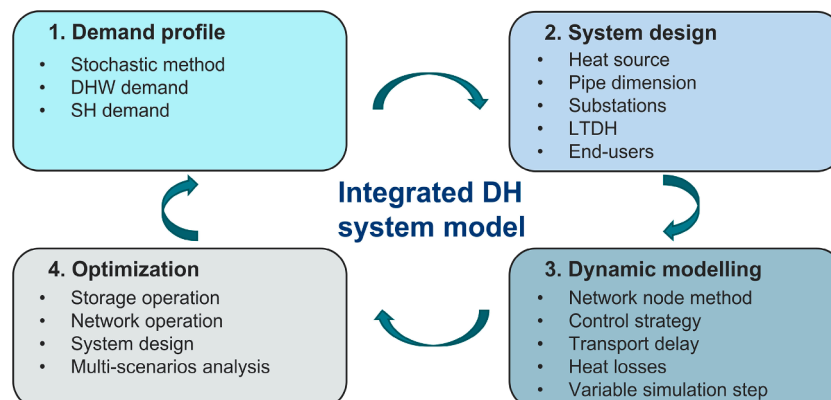 1. Demand profile
• Stochastic method
• DHW demand
• SH demand
2. System design
• Heat source
• Pipe dimension
• Substations
• LTDH
• End-users
Integrated DH
system model
4. Optimization
• Storage operation
• Network operation
• System design
• Multi-scenarios analysis
3. Dynamic modelling
• Network node method
• Control strategy
• Transport delay
• Heat losses
• Variable simulation step